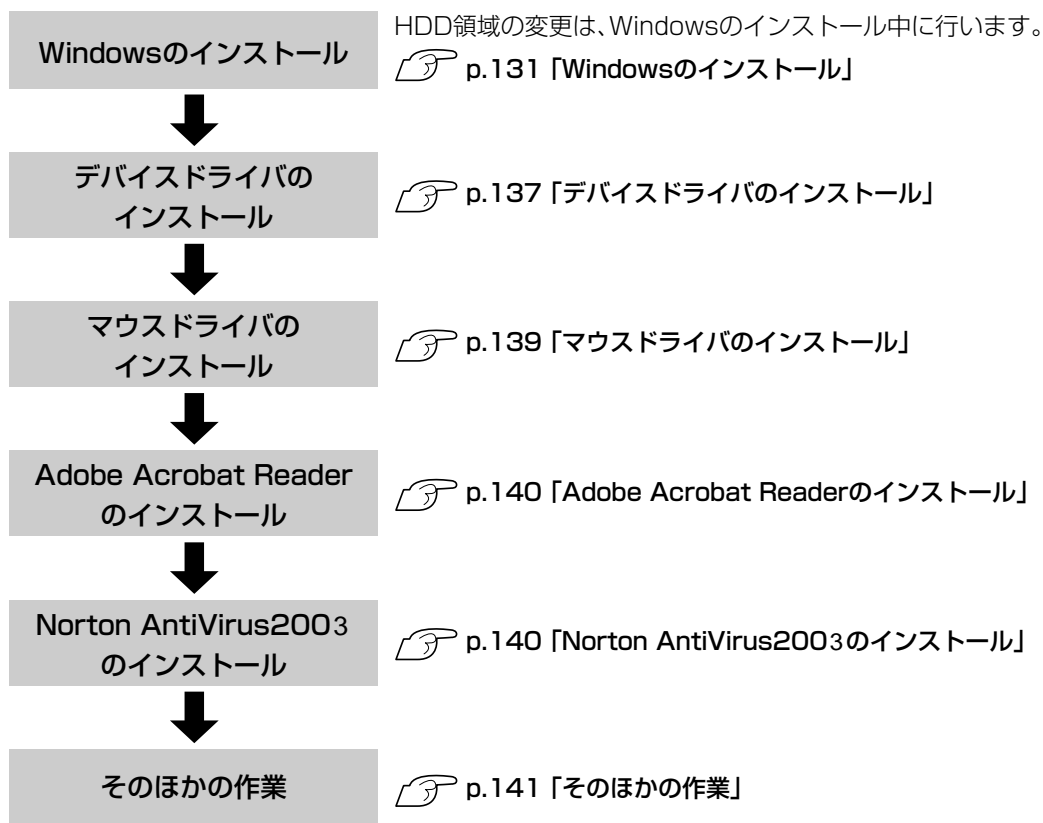 Windowsのインストール
HDD領域の変更は、Windowsのインストール中に行います。
p.131「Windowsのインストール」
デバイスドライバの
インストール
p.137「デバイスドライバのインストール」
マウスドライバの
インストール
p.139「マウスドライバのインストール」
Adobe Acrobat Reader
のインストール
p.140「Adobe Acrobat Readerのインストール」
Norton AntiVirus2003
のインストール
p.140「Norton AntiVirus2003のインストール」
そのほかの作業
p.141「そのほかの作業」